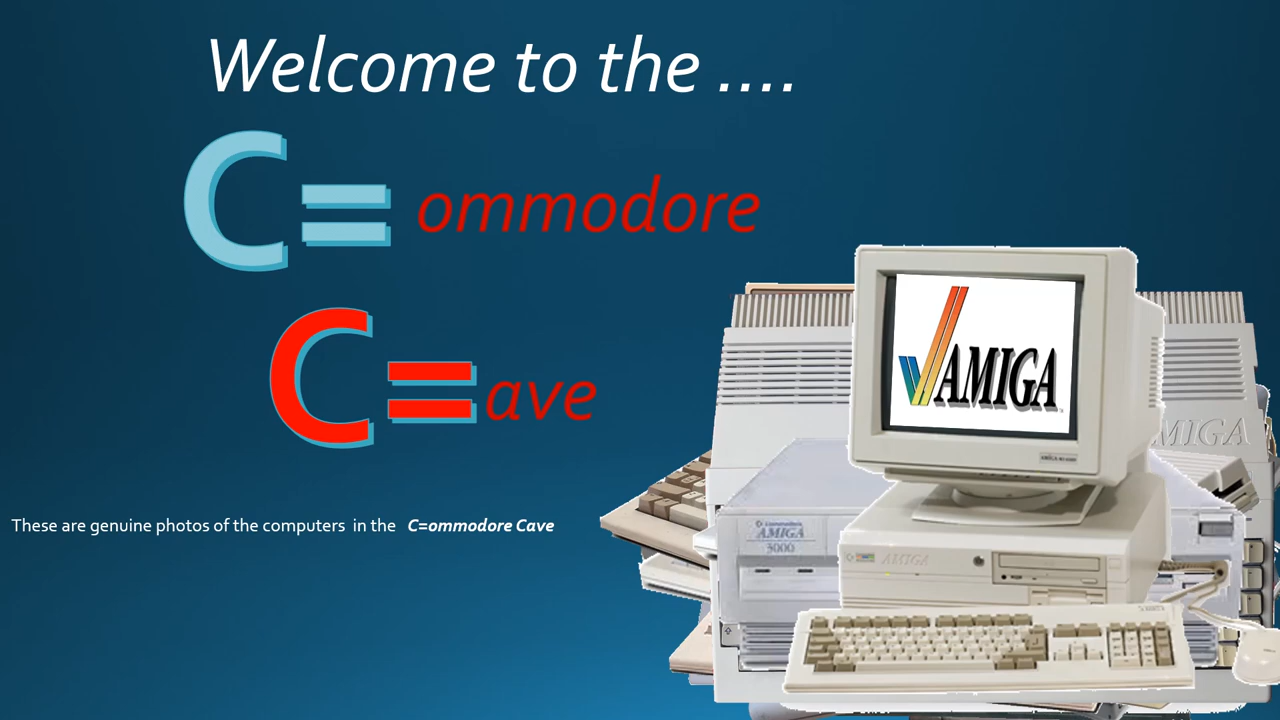 Welcome to the ....
C= ommodore
C= ave
These are genuine photos of the computers in the C=ommodore Cave
AMIGA
AMIGA
AMIGA
3000
AMIGA